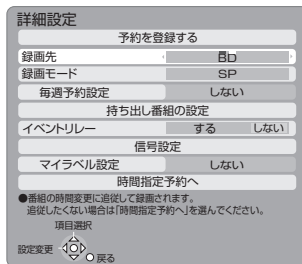 詳細設定
予約を登録する
録画先 BD
録画モード SP
毎週予約設定 しない
持ち出し番組の設定
イベントリレー する しない
信号設定
マイラベル設定 しない
時間指定予約へ
●番組の時間変更に追従して録画されます。
追従したくない場合は「時間指定予約へ」を選んでください。
項目選択
設定変更 戻る